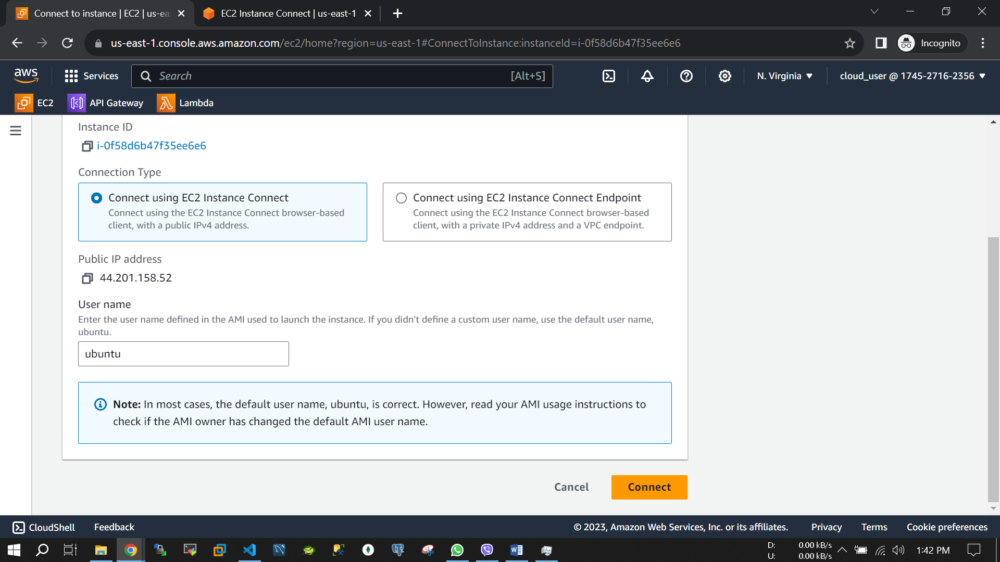 Connect to instance | EC2 | us-ea
EC2 Instance Connect | us-east-1
us-east-1.console.aws.amazon.com/ec2/home?region=us-east-1#ConnectToInstance:instanceId=i-0f58d6b47f35ee6e6
Incognito
aws
Services
Search
[Alt+S]
N. Virginia
cloud_user @ 1745-2716-2356
EC2
API Gateway
Lambda
Instance ID
i-0f58d6b47f35ee6e6
Connection Type
Connect using EC2 Instance Connect
Connect using the EC2 Instance Connect browser-based
client, with a public IPv4 address.
Connect using EC2 Instance Connect Endpoint
Connect using the EC2 Instance Connect browser-based
client, with a private IPv4 address and a VPC endpoint.
Public IP address
44.201.158.52
User name
Enter the user name defined in the AMI used to launch the instance. If you didn't define a custom user name, use the default user name,
ubuntu.
ubuntu
Note: In most cases, the default user name, ubuntu, is correct. However, read your AMI usage instructions to
check if the AMI owner has changed the default AMI user name.
Cancel
Connect
CloudShell
Feedback
© 2023, Amazon Web Services, Inc. or its affiliates.
Privacy
Terms
Cookie preferences
D: 0.00 kB/s
U: 0.00 kB/s
1:42 PM